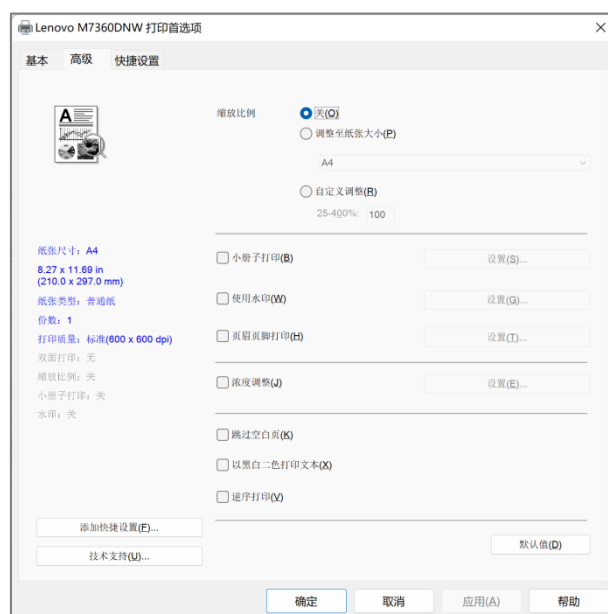 Lenovo M7360DNW 打印首选项
基本 高级 快捷设置
A
缩放比例 关(O)
调整至纸张大小(P)
A4
自定义调整(R)
25-400%: 100
纸张尺寸：A4
8.27 x 11.69 in
(210.0 x 297.0 mm)
纸张类型：普通纸
份数：1
打印质量：标准(600 x 600 dpi)
双面打印：无
缩放比例：关
小册子打印：关
水印：关
小册子打印(B) 设置(S)...
使用水印(W) 设置(G)...
页眉页脚打印(H) 设置(T)...
浓度调整(J) 设置(E)...
跳过空白页(K)
以黑白二色打印文本(X)
逆序打印(V)
添加快捷设置(F)...
技术支持(U)...
默认值(D)
确定 取消 应用(A) 帮助